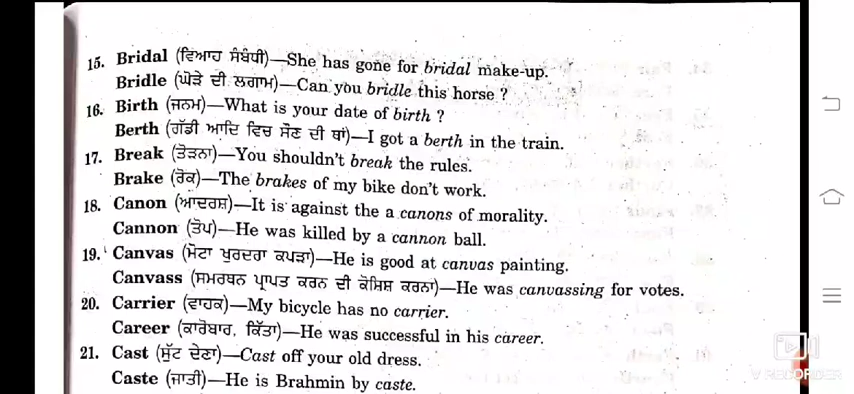 15. Bridal (ਵਿਆਹ ਸੰਬੰਧੀ)—She has gone for bridal make-up.
Bridle (ਘੋੜੇ ਦੀ ਲਗਾਮ)—Can you bridle this horse ?
16. Birth (ਜਨਮ)—What is your date of birth ?
Berth (ਗੱਡੀ ਆਦਿ ਵਿਚ ਸੌਣ ਦੀ ਥਾਂ)—I got a berth in the train.
17. Break (ਤੋੜਨਾ)—You shouldn't break the rules.
Brake (ਰੋਕ)—The brakes of my bike don't work.
18. Canon (ਆਦਰਸ਼)—It is against the a canons of morality.
Cannon (ਤੋਪ)—He was killed by a cannon ball.
19. Canvas (ਮੋਟਾ ਖੁਰਦਰਾ ਕਪੜਾ)—He is good at canvas painting.
Canvass (ਸਮਰਥਨ ਪ੍ਰਾਪਤ ਕਰਨ ਦੀ ਕੋਸ਼ਿਸ਼ ਕਰਨਾ)—He was canvassing for votes.
20. Carrier (ਵਾਹਕ)—My bicycle has no carrier.
Career (ਕਾਰੋਬਾਰ, ਕਿੱਤਾ)—He was successful in his career.
21. Cast (ਸੁੱਟ ਦੇਣਾ)—Cast off your old dress.
Caste (ਜਾਤੀ)—He is Brahmin by caste.
V RECORDER